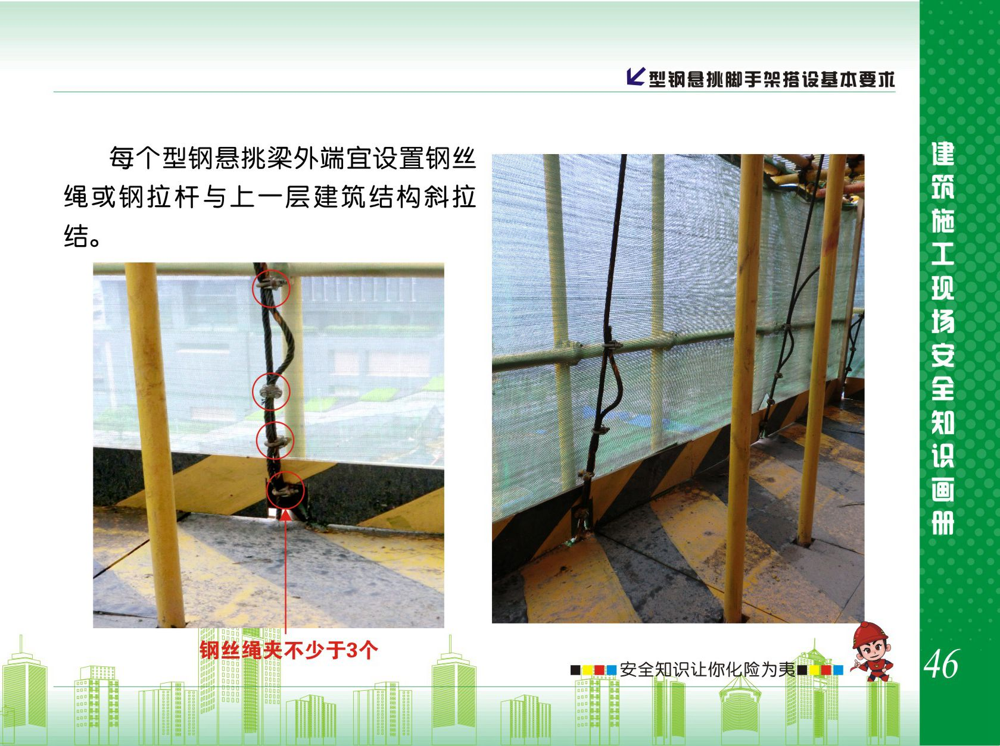 型钢悬挑脚手架搭设基本要求
每个型钢悬挑梁外端宜设置钢丝
绳或钢拉杆与上一层建筑结构斜拉
结。
钢丝绳夹不少于3个
安全知识让你化险为夷
建筑施工现场安全知识画册
46